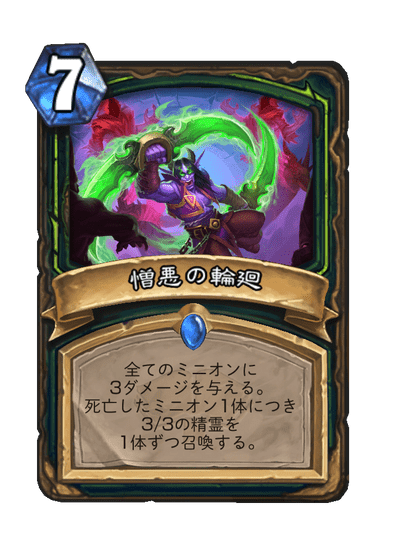 7
憎悪の輪廻
全てのミニオンに
3ダメージを与える。
死亡したミニオン1体につき
3/3の精霊を
1体ずつ召喚する。